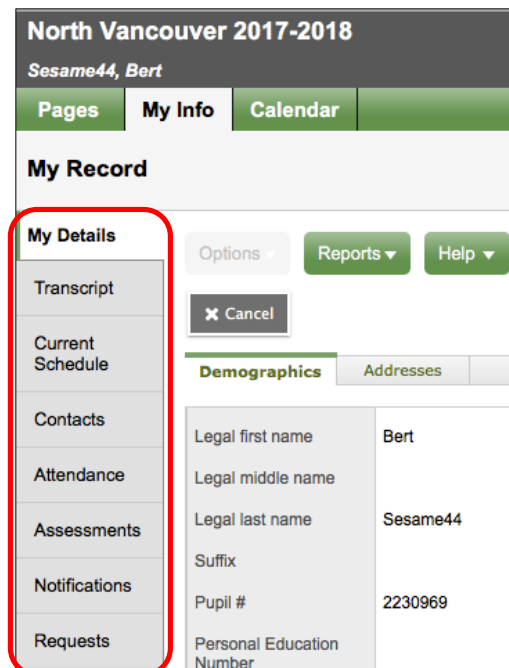 North Vancouver 2017-2018
Sesame44, Bert
Pages My Info Calendar
My Record
My Details
Transcript
Current
Schedule
Contacts
Attendance
Assessments
Notifications
Requests
Options Reports Help
Cancel
Demographics Addresses
Legal first name Bert
Legal middle name
Legal last name Sesame44
Suffix
Pupil # 2230969
Personal Education
Number